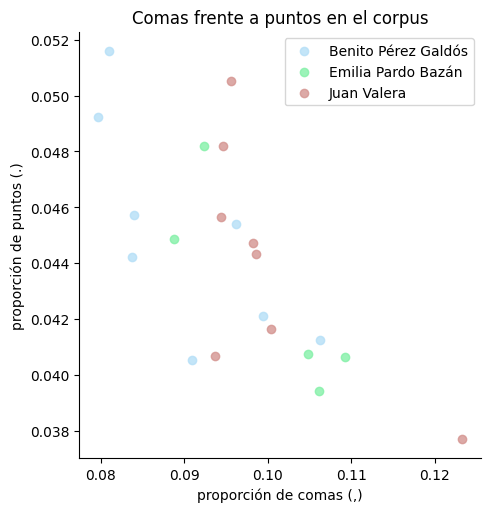 Comas frente a puntos en el corpus
Benito Pérez Galdós
Emilia Pardo Bazán
Juan Valera
proporción de puntos (.)
0.052
0.050
0.048
0.046
0.044
0.042
0.040
0.038
0.08 0.09 0.10 0.11 0.12
proporción de comas (,)